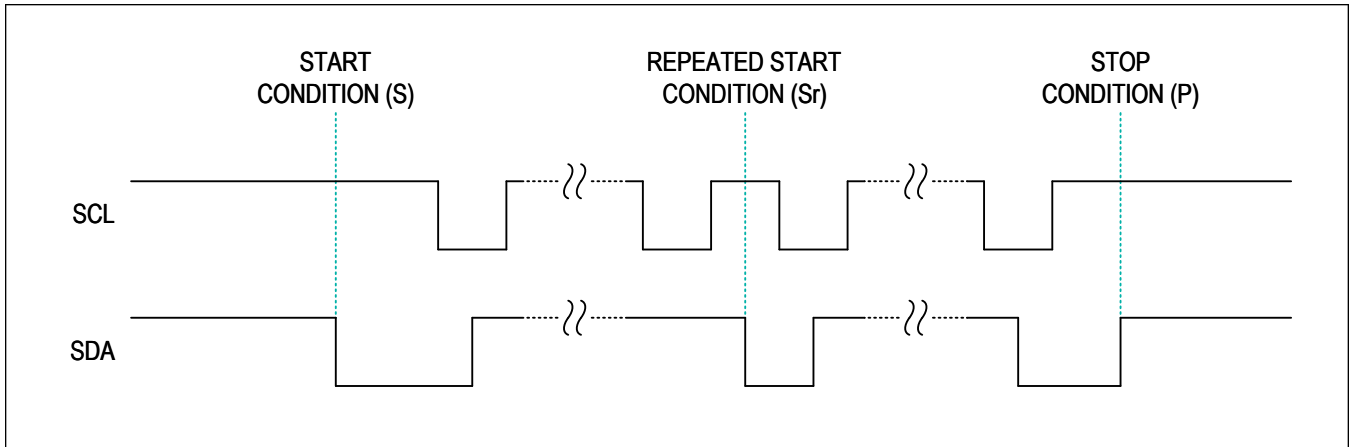 START
CONDITION (S)
REPEATED START
CONDITION (Sr)
STOP
CONDITION (P)
SCL
SDA